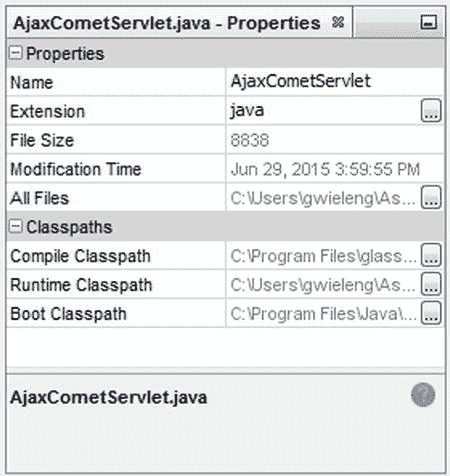 AjaxCometServlet.java - Properties
Properties
Name AjaxCometServlet
Extension java ...
File Size 8838
Modification Time Jun 29, 2015 3:59:55 PM
All Files C:\Users\gwieleng\As... ...
Classpaths
Compile Classpath C:\Program Files\glass... ...
Runtime Classpath C:\Users\gwieleng\As... ...
Boot Classpath C:\Program Files\Java\... ...
AjaxCometServlet.java ?